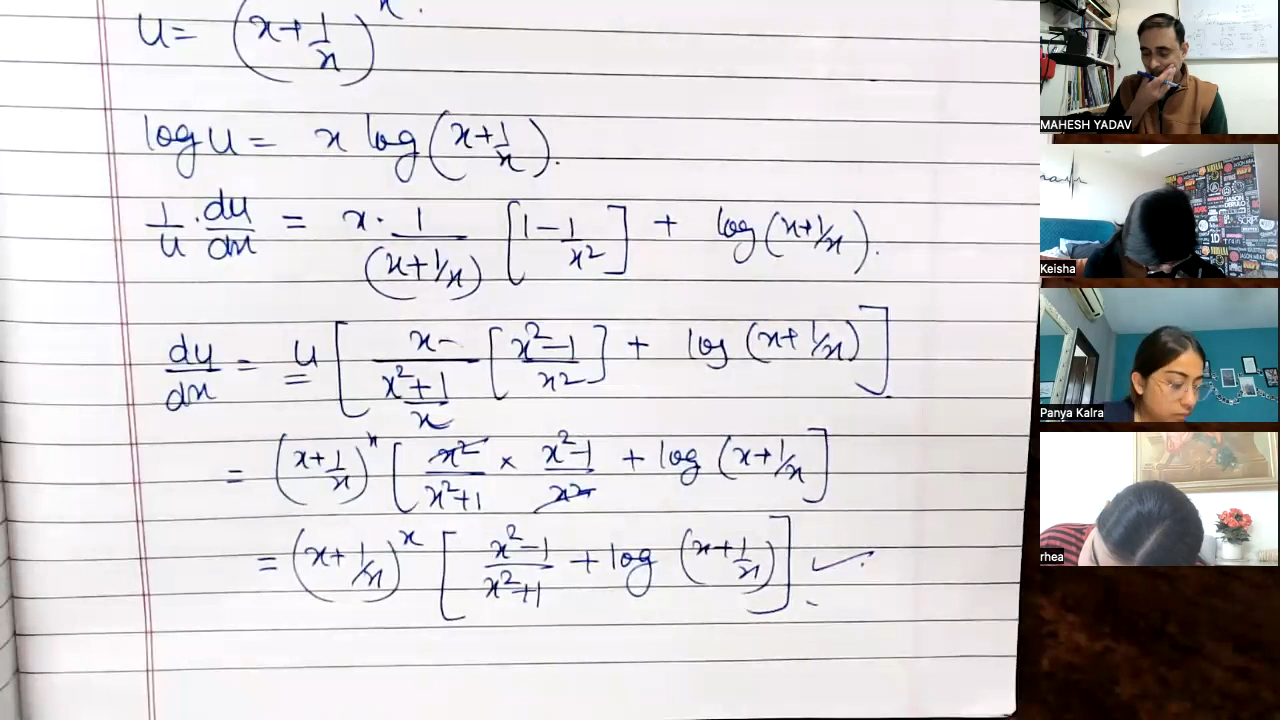 u = (x + 1/x)^x.
log u = x log (x + 1/x).
1/u . du/dx = x . 1/(x + 1/x) [1 - 1/x²] + log (x + 1/x).
du/dx = u [ x/((x² + 1)/x) [(x² - 1)/x²] + log (x + 1/x) ]
= (x + 1/x)^x [ x²/(x² + 1) × (x² - 1)/x² + log (x + 1/x) ]
= (x + 1/x)^x [ (x² - 1)/(x² + 1) + log (x + 1/x) ] ✓.
MAHESH YADAV
Keisha
Panya Kalra
rhea